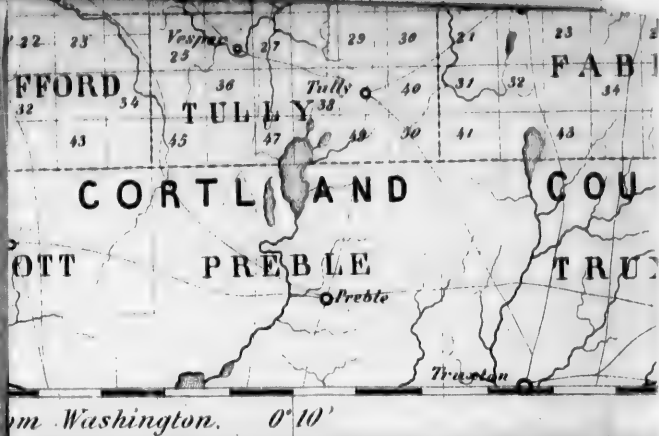 22 23 Vesper 27 29 30 21 23
25
FFORD 36 Tully 40 31 32 FAB
32 34 TULLY 38 34
43 45 47 49 50 41 43
CORTLAND COU
OTT PREBLE TRU
Preble
Truxton
om Washington. 0°10'